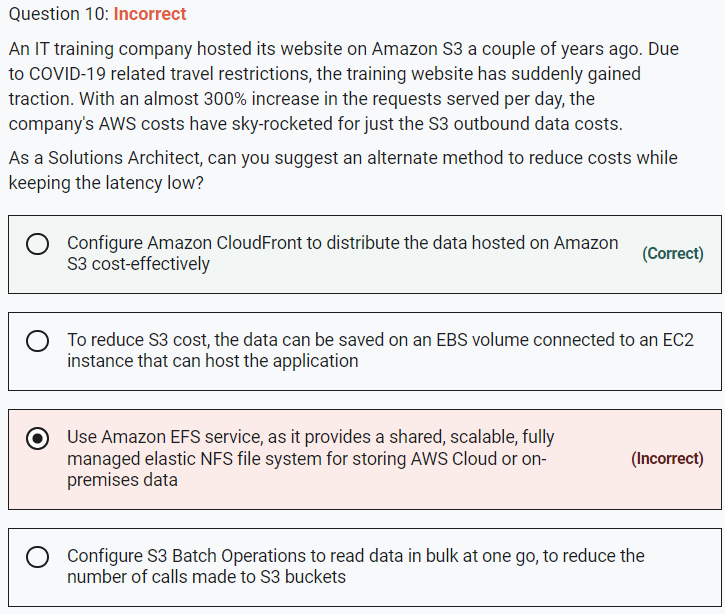 Question 10: Incorrect
An IT training company hosted its website on Amazon S3 a couple of years ago. Due
to COVID-19 related travel restrictions, the training website has suddenly gained
traction. With an almost 300% increase in the requests served per day, the
company's AWS costs have sky-rocketed for just the S3 outbound data costs.
As a Solutions Architect, can you suggest an alternate method to reduce costs while
keeping the latency low?
Configure Amazon CloudFront to distribute the data hosted on Amazon
S3 cost-effectively
(Correct)
To reduce S3 cost, the data can be saved on an EBS volume connected to an EC2
instance that can host the application
Use Amazon EFS service, as it provides a shared, scalable, fully
managed elastic NFS file system for storing AWS Cloud or on-
premises data
(Incorrect)
Configure S3 Batch Operations to read data in bulk at one go, to reduce the
number of calls made to S3 buckets